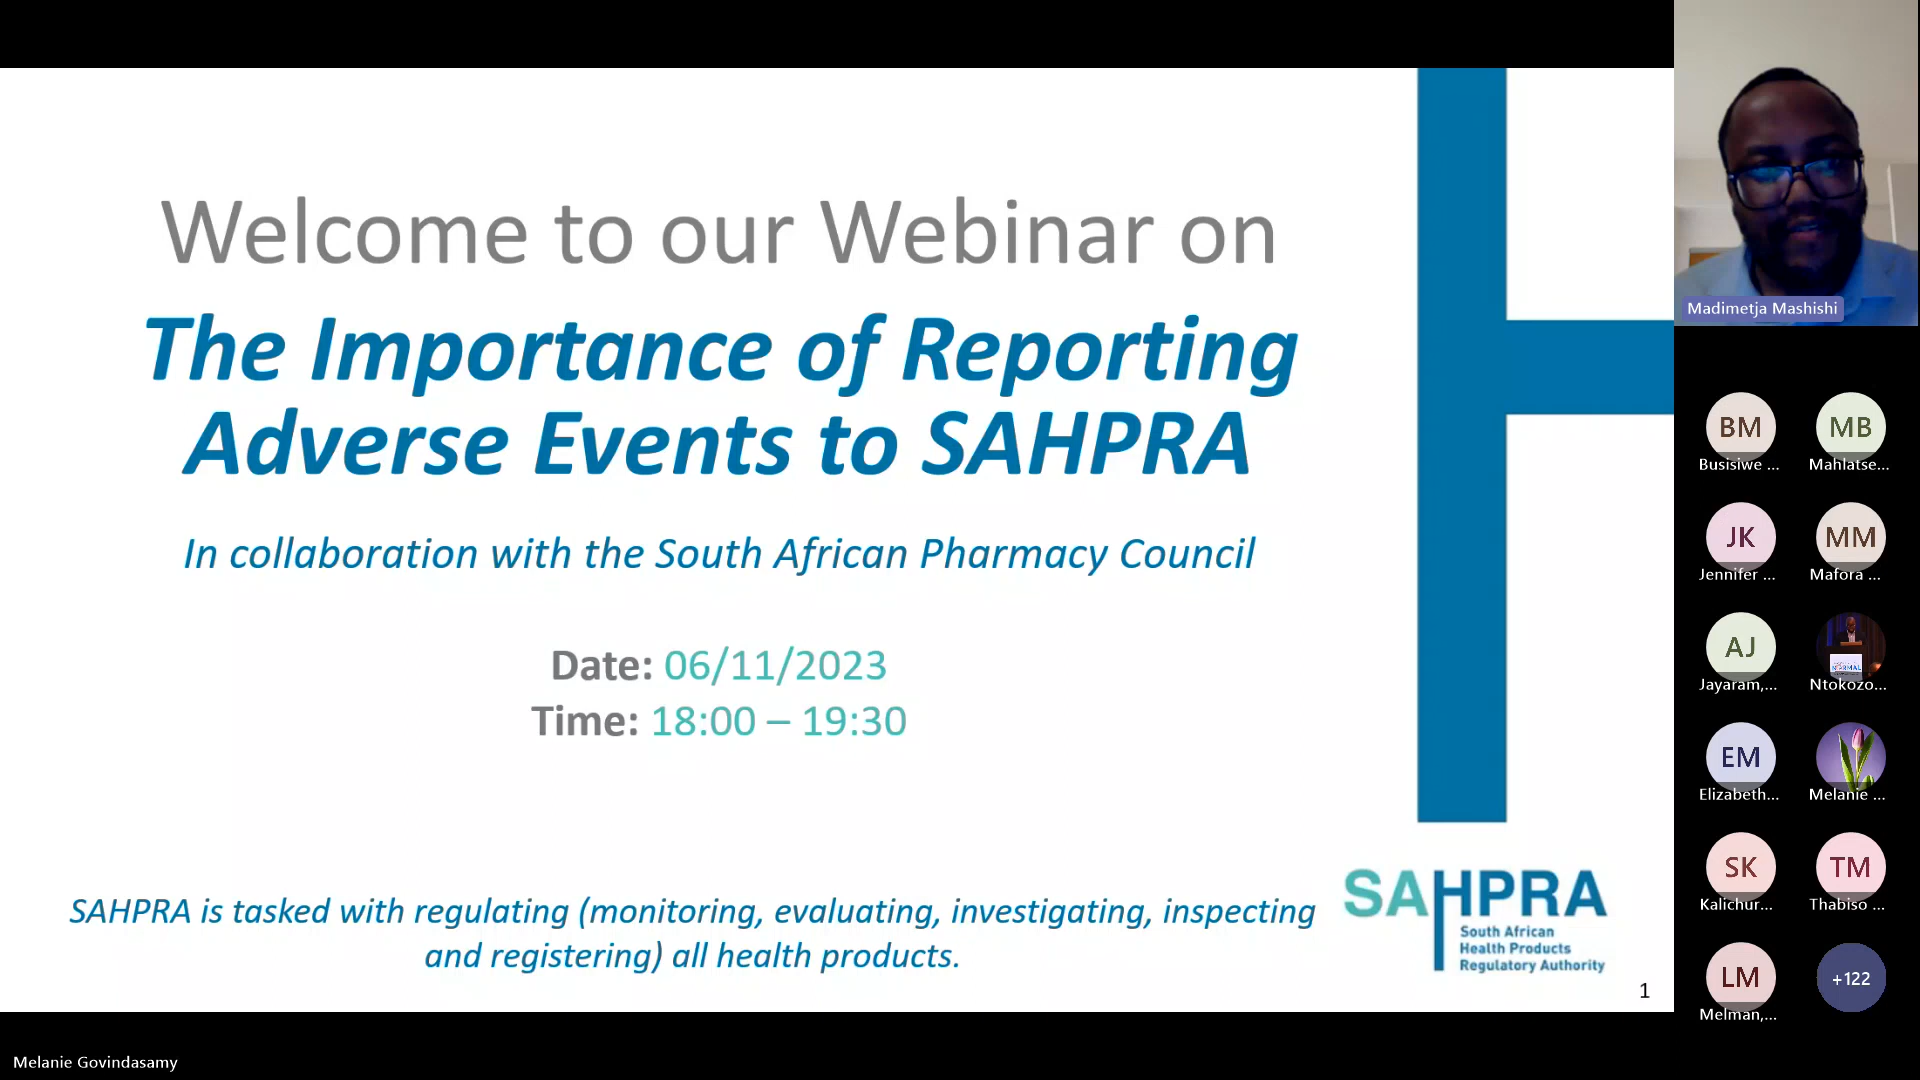 Welcome to our Webinar on
The Importance of Reporting
Adverse Events to SAHPRA
In collaboration with the South African Pharmacy Council
Date: 06/11/2023
Time: 18:00 – 19:30
SAHPRA is tasked with regulating (monitoring, evaluating, investigating, inspecting
and registering) all health products.
SAHPRA
South African
Health Products
Regulatory Authority
1
Madimetja Mashishi
BM
Busisiwe ...
MB
Mahlatse...
JK
Jennifer ...
MM
Mafora ...
AJ
Jayaram,...
Ntokozo...
EM
Elizabeth...
Melanie ...
SK
Kalichur...
TM
Thabiso ...
LM
Melman,...
+122
Melanie Govindasamy